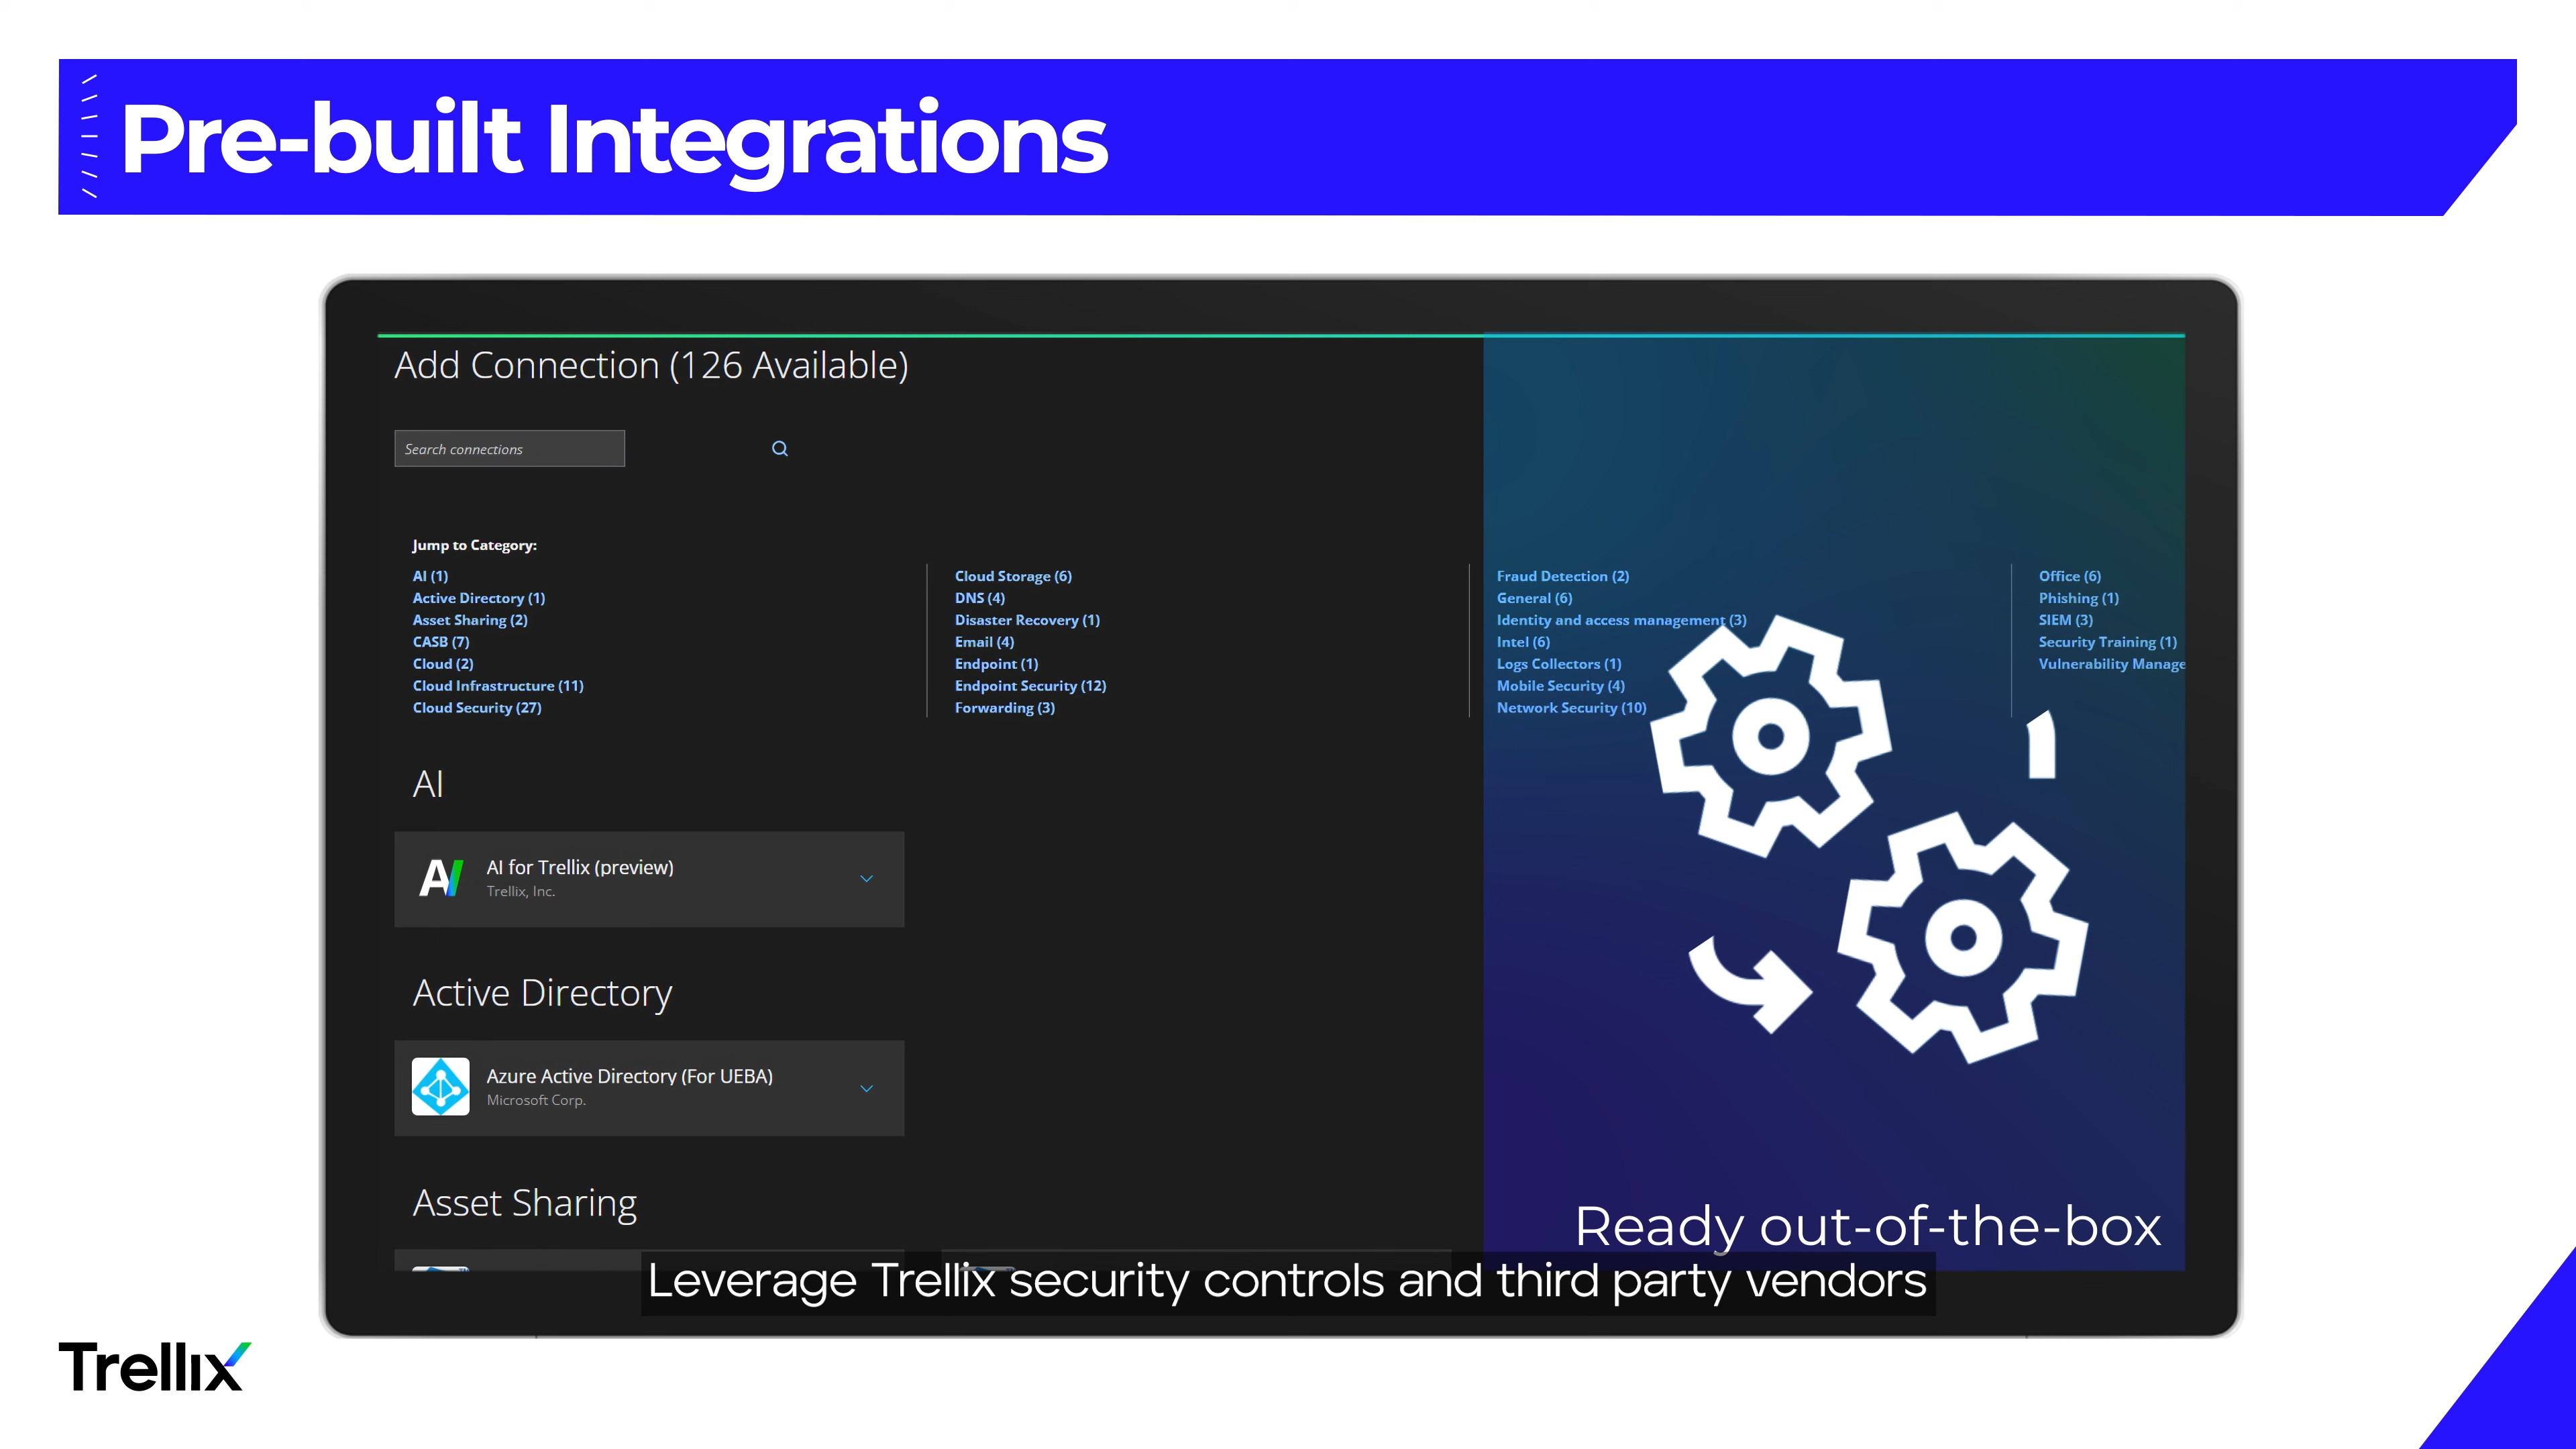 Pre-built Integrations
Add Connection (126 Available)
Search connections
Jump to Category:
AI (1)
Active Directory (1)
Asset Sharing (2)
CASB (7)
Cloud (2)
Cloud Infrastructure (11)
Cloud Security (27)
Cloud Storage (6)
DNS (4)
Disaster Recovery (1)
Email (4)
Endpoint (1)
Endpoint Security (12)
Forwarding (3)
Fraud Detection (2)
General (6)
Identity and access management (3)
Intel (6)
Logs Collectors (1)
Mobile Security (4)
Network Security (10)
Office (6)
Phishing (1)
SIEM (3)
Security Training (1)
Vulnerability Manage
AI
AI
AI for Trellix (preview)
Trellix, Inc.
Active Directory
Azure Active Directory (For UEBA)
Microsoft Corp.
Asset Sharing
Ready out-of-the-box
Leverage Trellix security controls and third party vendors
Trellix